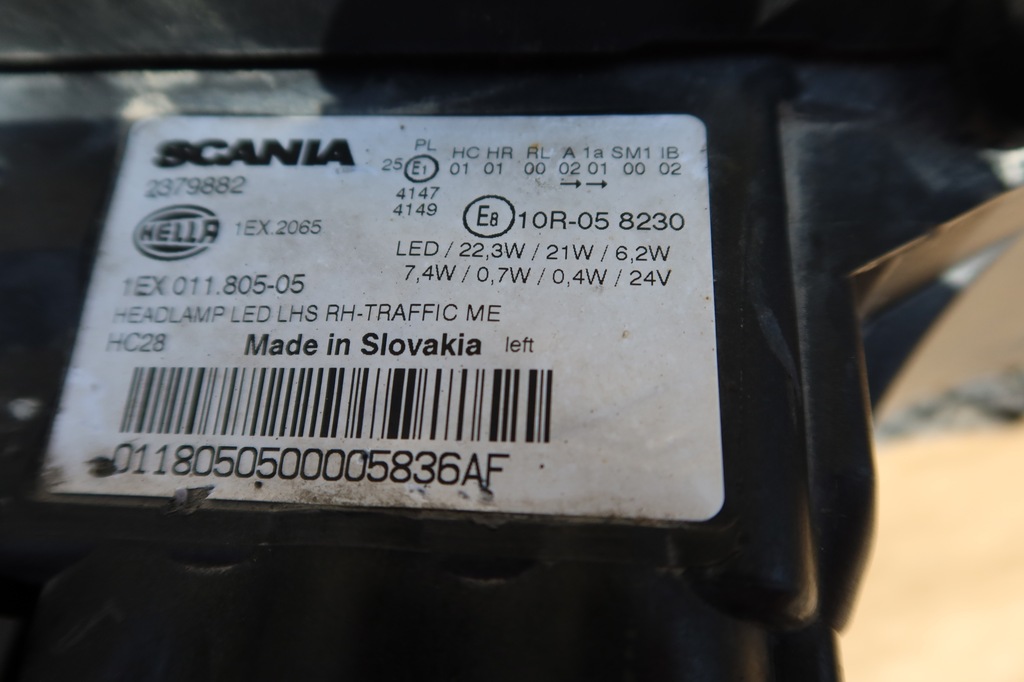 SCANIA
2379882
HELLA
1EX.2065
1EX 011.805-05
HEADLAMP LED LHS RH-TRAFFIC ME
HC28
Made in Slovakia left
0118050500005836AF
PL HC HR RL A 1a SM1 IB
25 E1 01 01 00 02 01 00 02
→→
4147
4149
E8 10R-05 8230
LED / 22,3W / 21W / 6,2W
7,4W / 0,7W / 0,4W / 24V